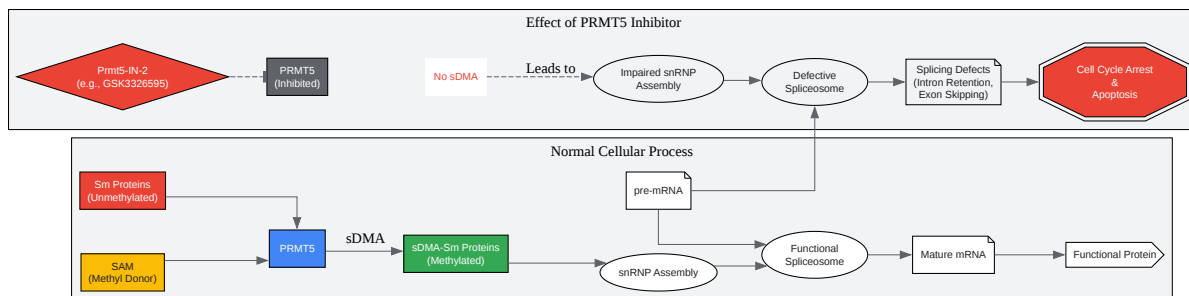 Effect of PRMT5 Inhibitor
Prmt5-IN-2
(e.g., GSK3326595)
PRMT5
(Inhibited)
No sDMA
Leads to
Impaired snRNP
Assembly
Defective
Spliceosome
Splicing Defects
(Intron Retention,
Exon Skipping)
Cell Cycle Arrest
&
Apoptosis
Normal Cellular Process
Sm Proteins
(Unmethylated)
SAM
(Methyl Donor)
PRMT5
sDMA
sDMA-Sm Proteins
(Methylated)
pre-mRNA
snRNP Assembly
Functional
Spliceosome
Mature mRNA
Functional Protein